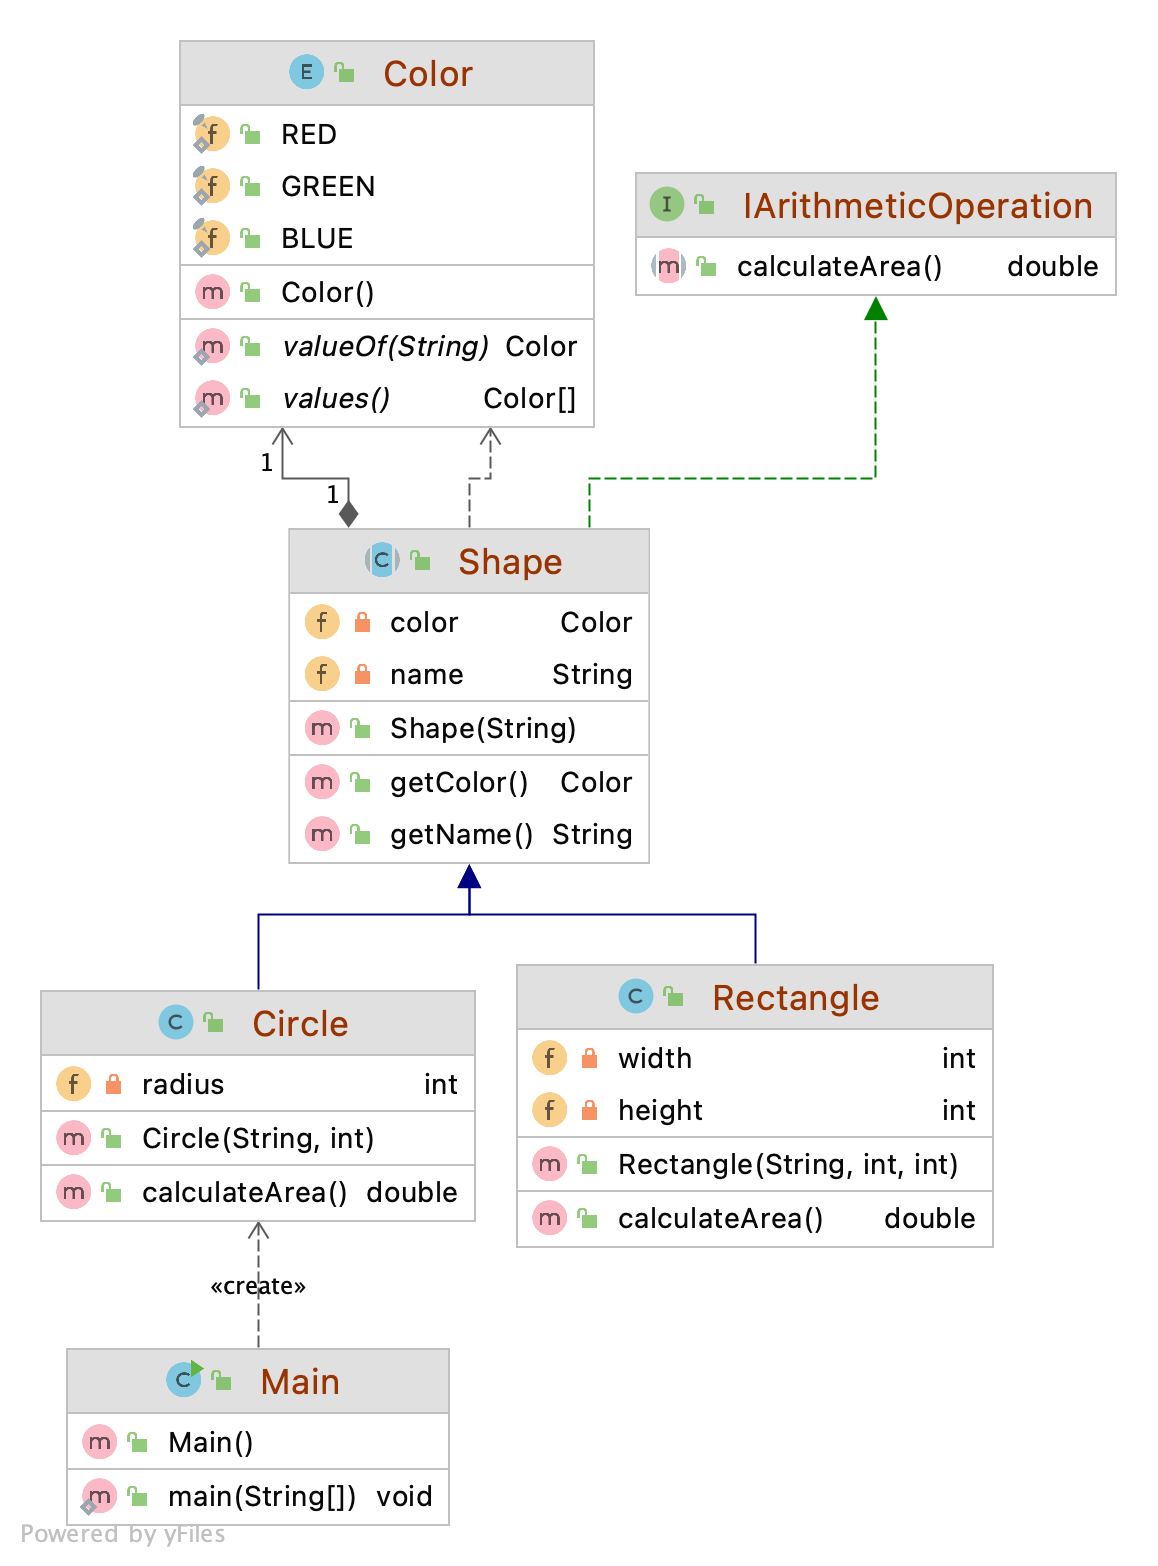 E Color
f RED
f GREEN
f BLUE
m Color()
m valueOf(String) Color
m values() Color[]
I IArithmeticOperation
m calculateArea() double
1
1
C Shape
f color Color
f name String
m Shape(String)
m getColor() Color
m getName() String
C Circle
f radius int
m Circle(String, int)
m calculateArea() double
C Rectangle
f width int
f height int
m Rectangle(String, int, int)
m calculateArea() double
«create»
C Main
m Main()
m main(String[]) void
Powered by yFiles